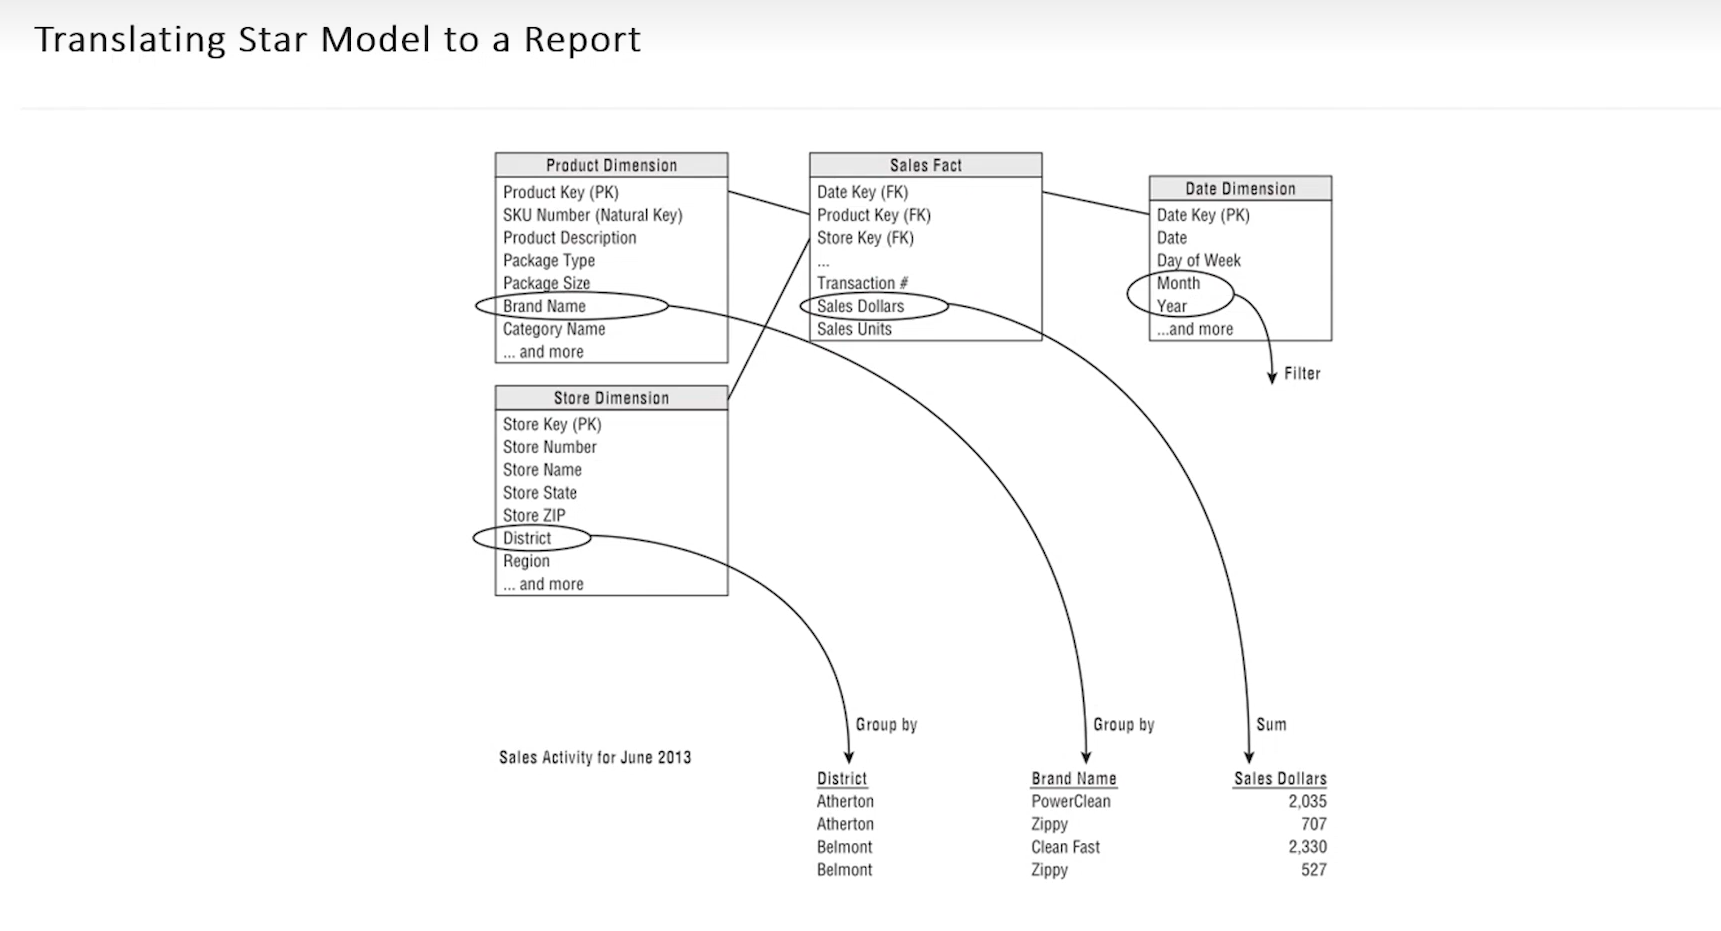 Translating Star Model to a Report
Product Dimension
Product Key (PK)
SKU Number (Natural Key)
Product Description
Package Type
Package Size
Brand Name
Category Name
... and more
Sales Fact
Date Key (FK)
Product Key (FK)
Store Key (FK)
...
Transaction #
Sales Dollars
Sales Units
Date Dimension
Date Key (PK)
Date
Day of Week
Month
Year
...and more
Filter
Store Dimension
Store Key (PK)
Store Number
Store Name
Store State
Store ZIP
District
Region
... and more
Group by
Group by
Sum
Sales Activity for June 2013
District Brand Name Sales Dollars
Atherton PowerClean 2,035
Atherton Zippy 707
Belmont Clean Fast 2,330
Belmont Zippy 527